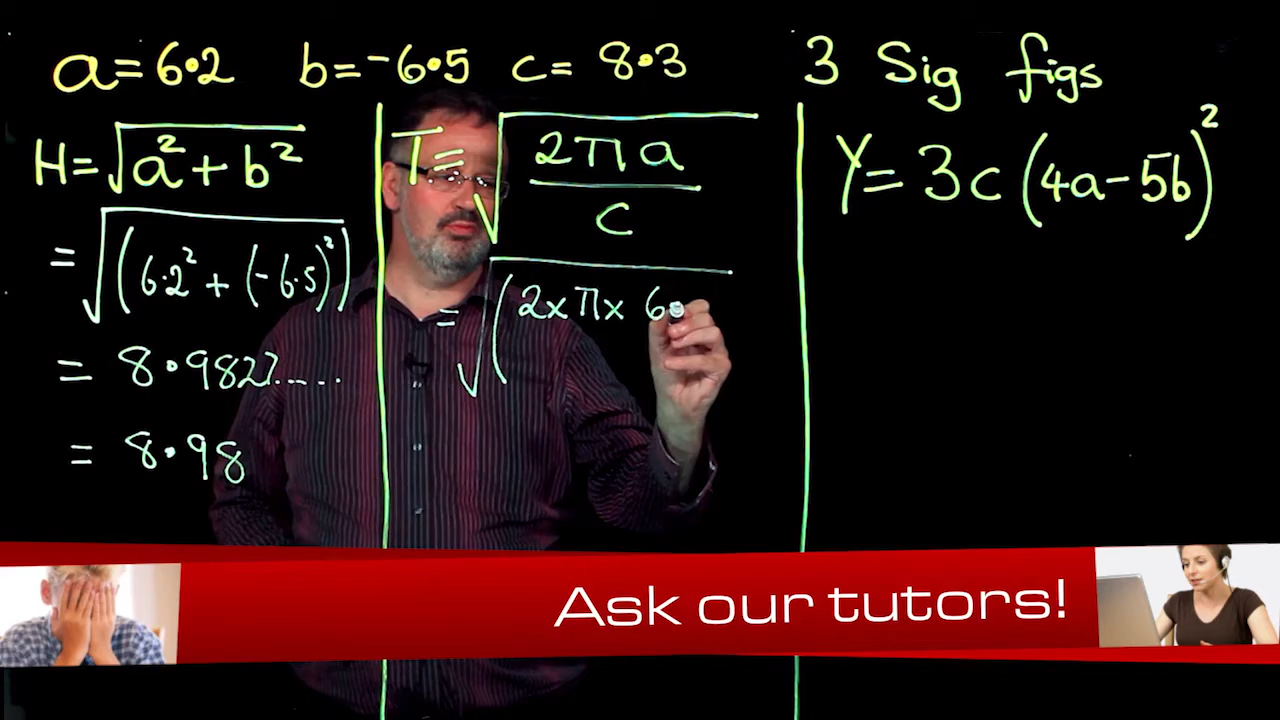 a = 6·2 b = -6·5 c = 8·3 3 Sig figs
H = √a² + b²
= √(6·2² + (-6·5)²)
= 8·9827.....
= 8·98
T = √2πa
c
= √(2 x π x 6·
Y = 3c (4a - 5b)²
Ask our tutors!